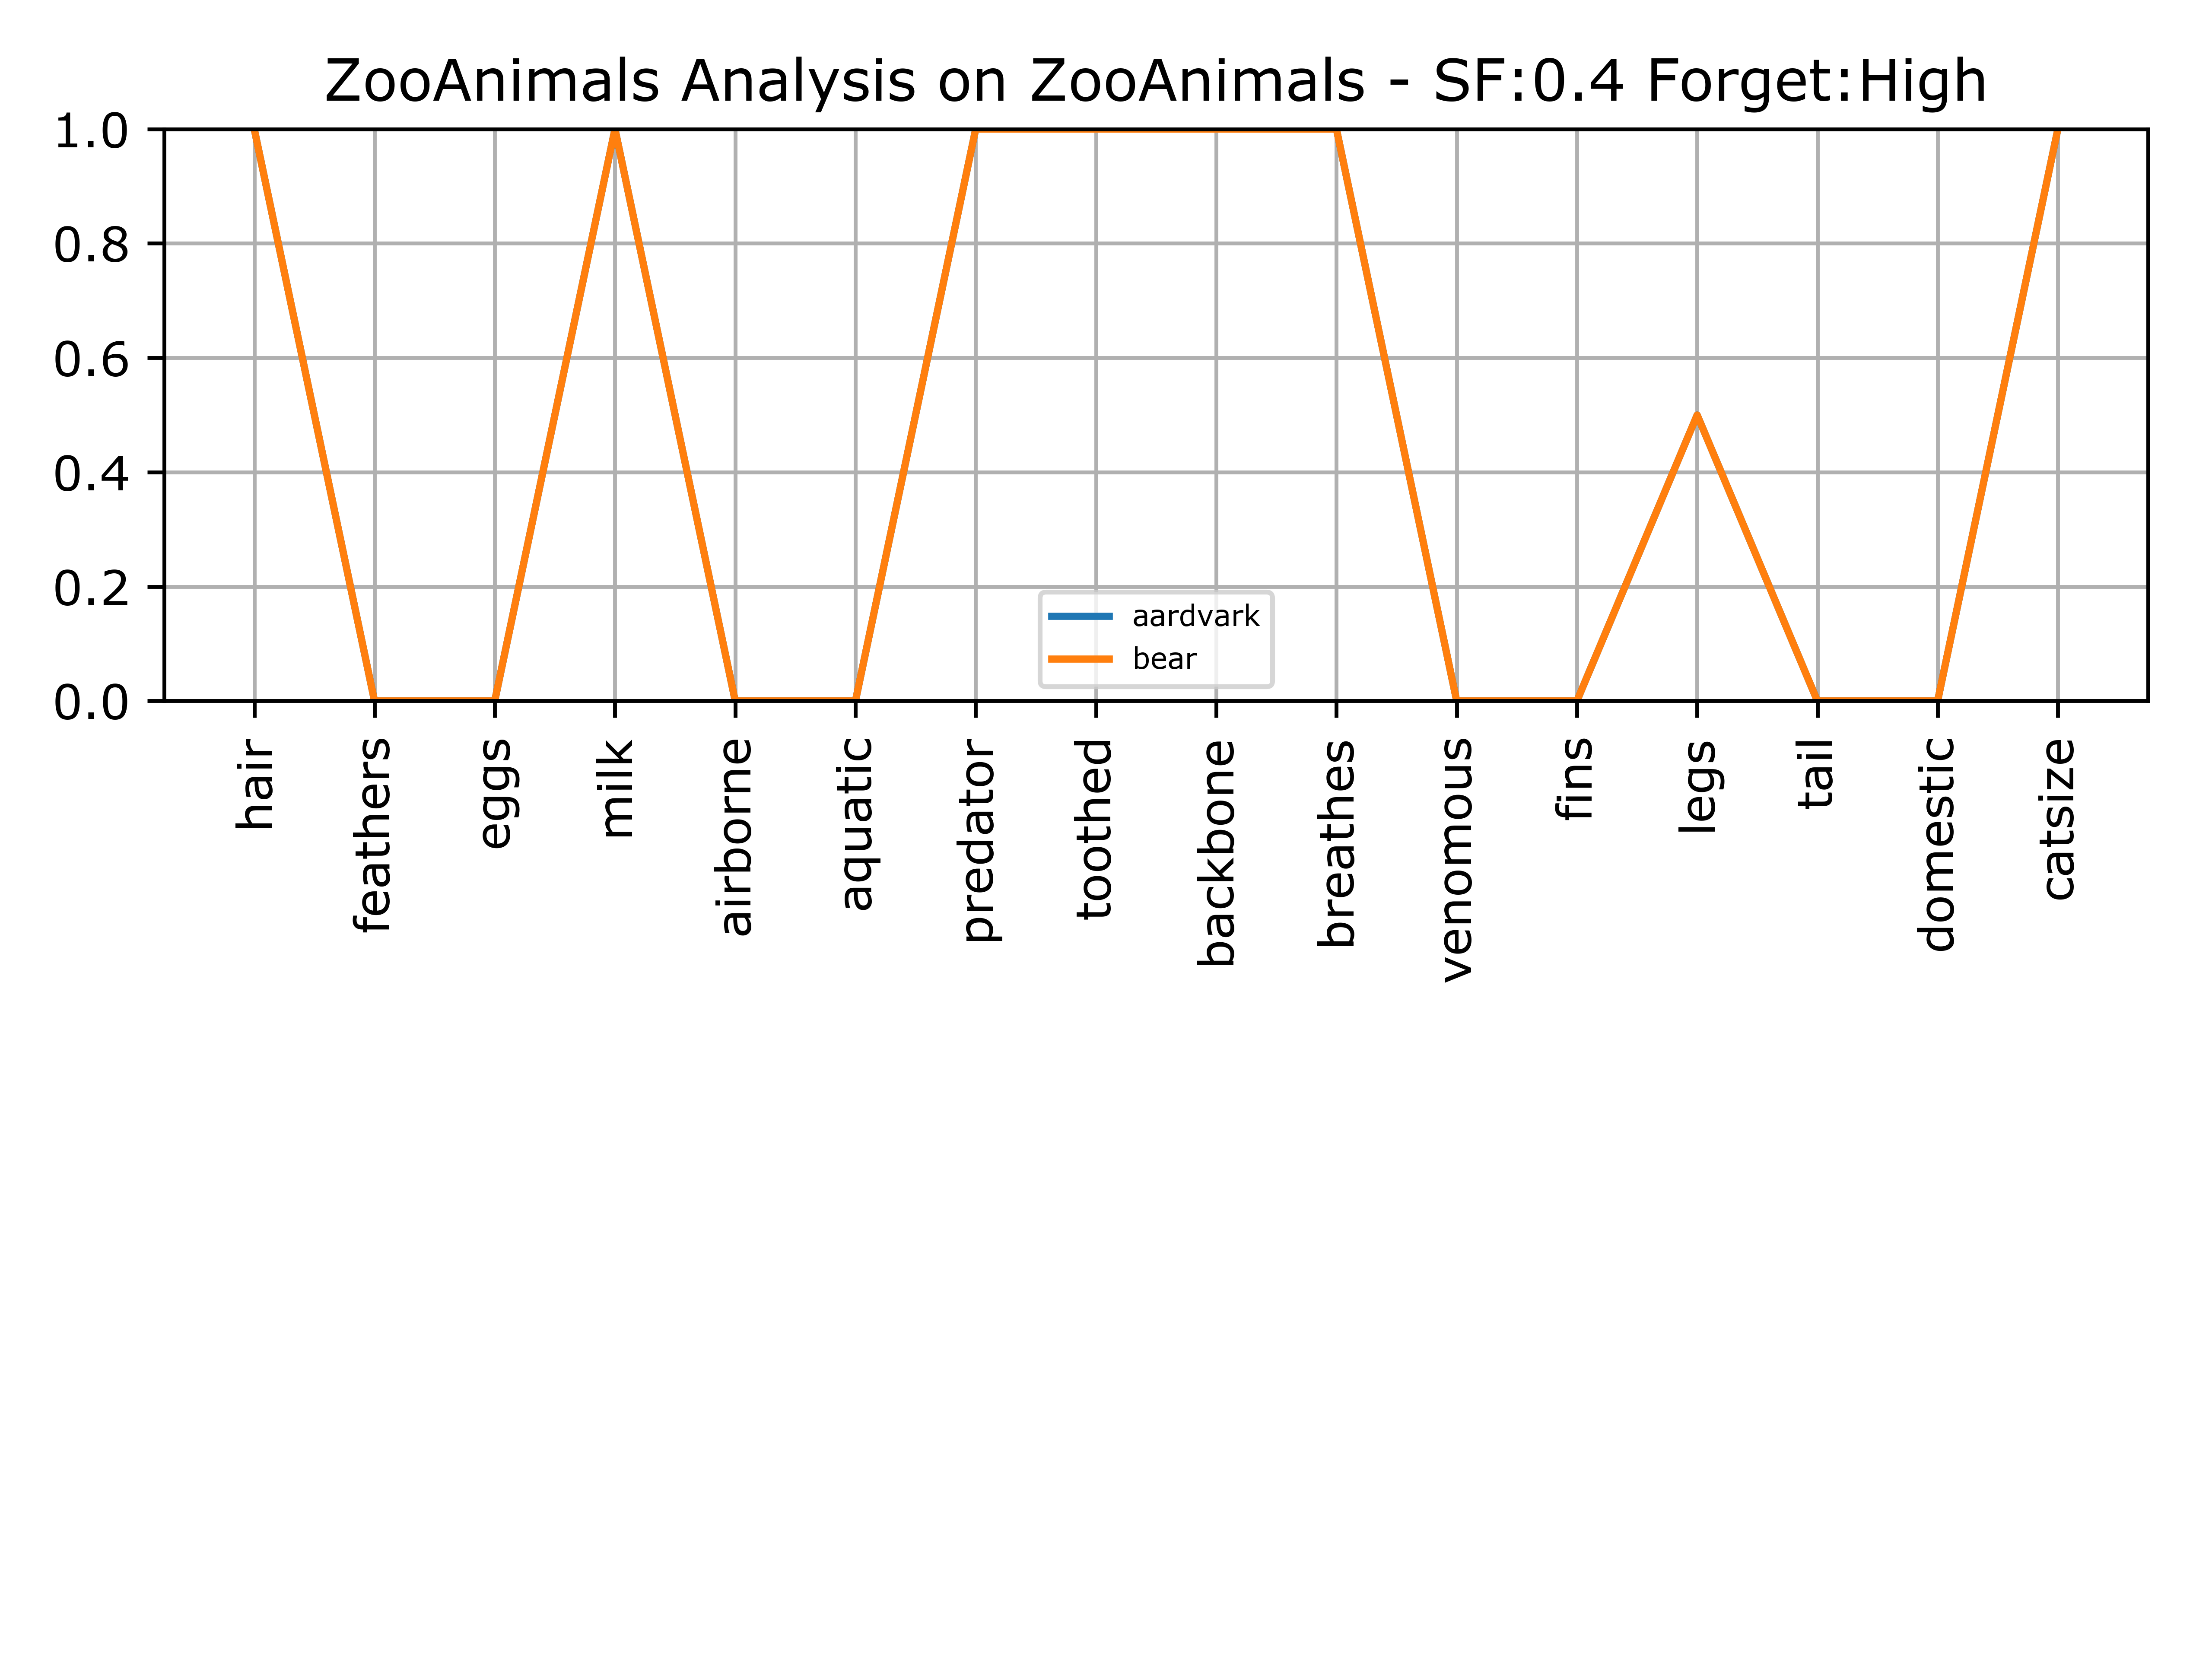 ZooAnimals Analysis on ZooAnimals - SF:0.4 Forget:High
1.0
0.8
0.6
0.4
0.2
0.0
aardvark
bear
hair
feathers
eggs
milk
airborne
aquatic
predator
toothed
backbone
breathes
venomous
fins
legs
tail
domestic
catsize